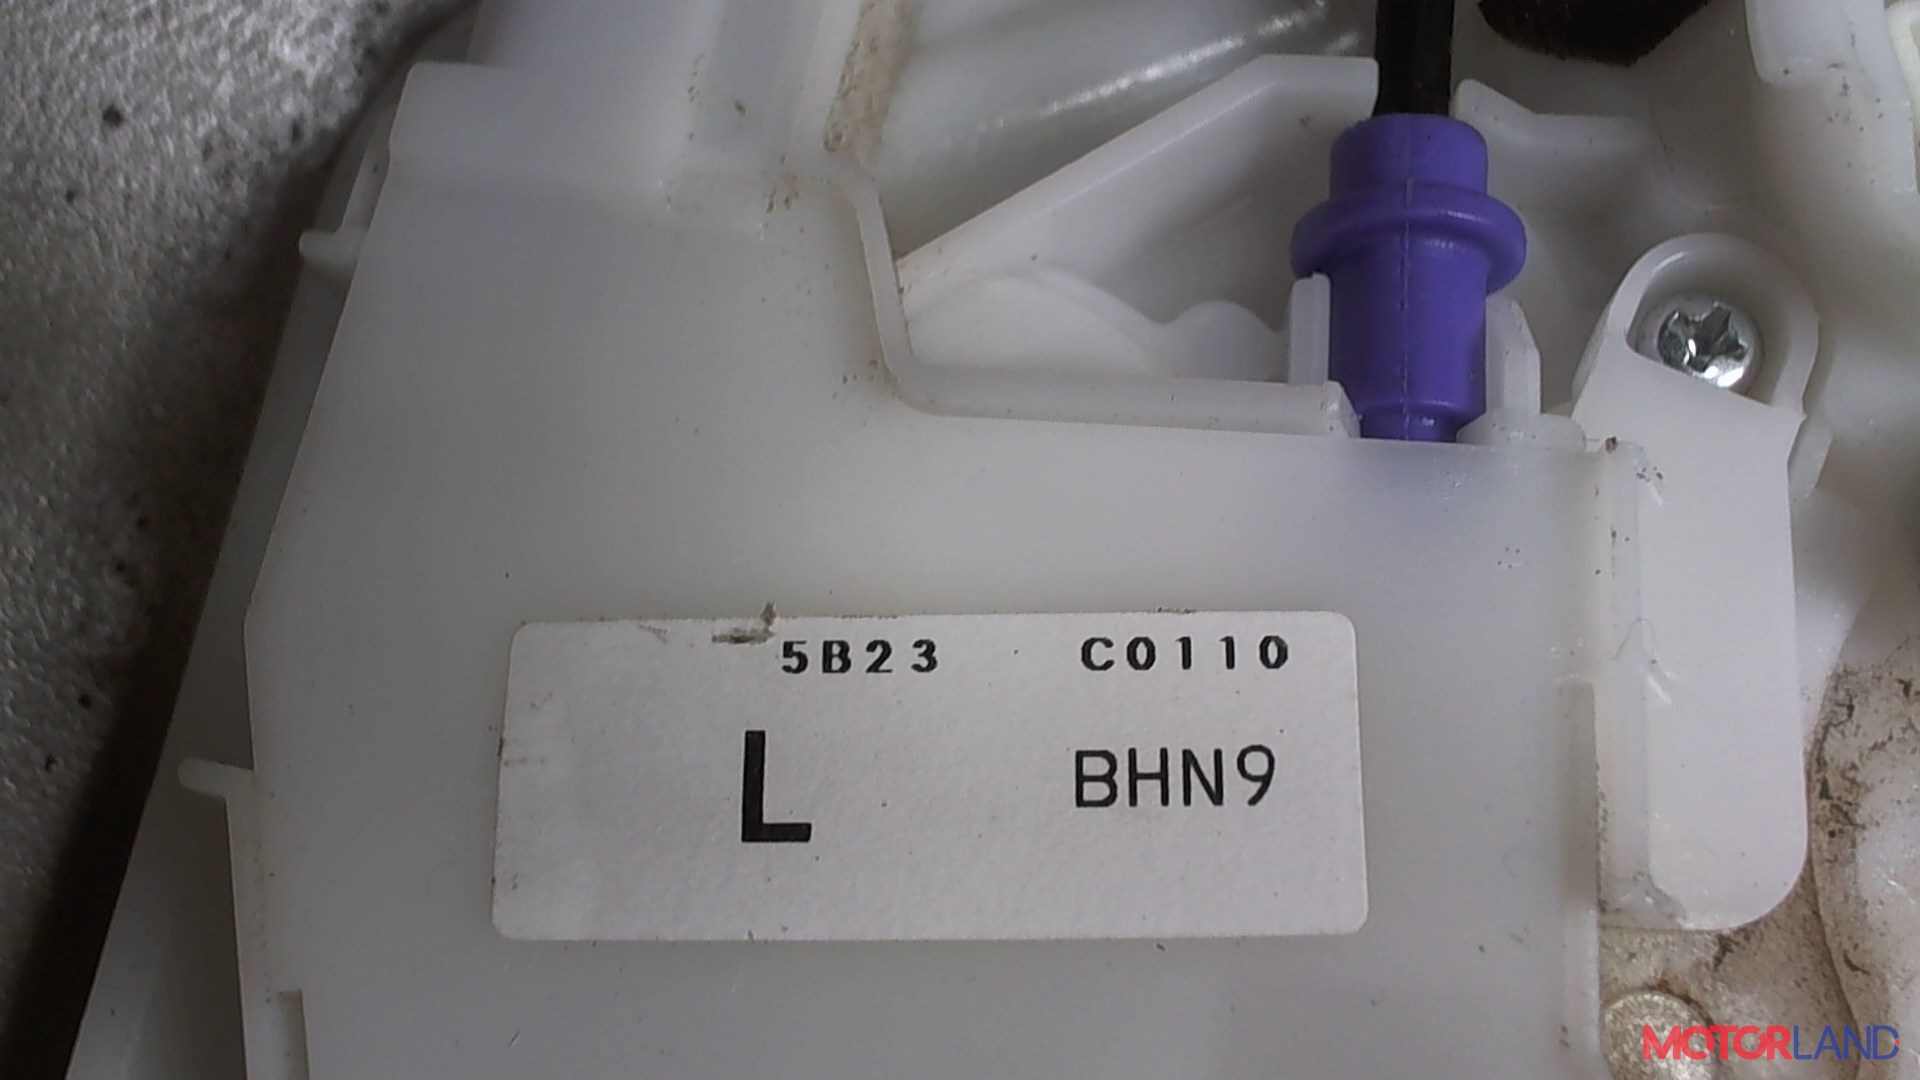 5B23 C0110
L BHN9
MOTORLAND